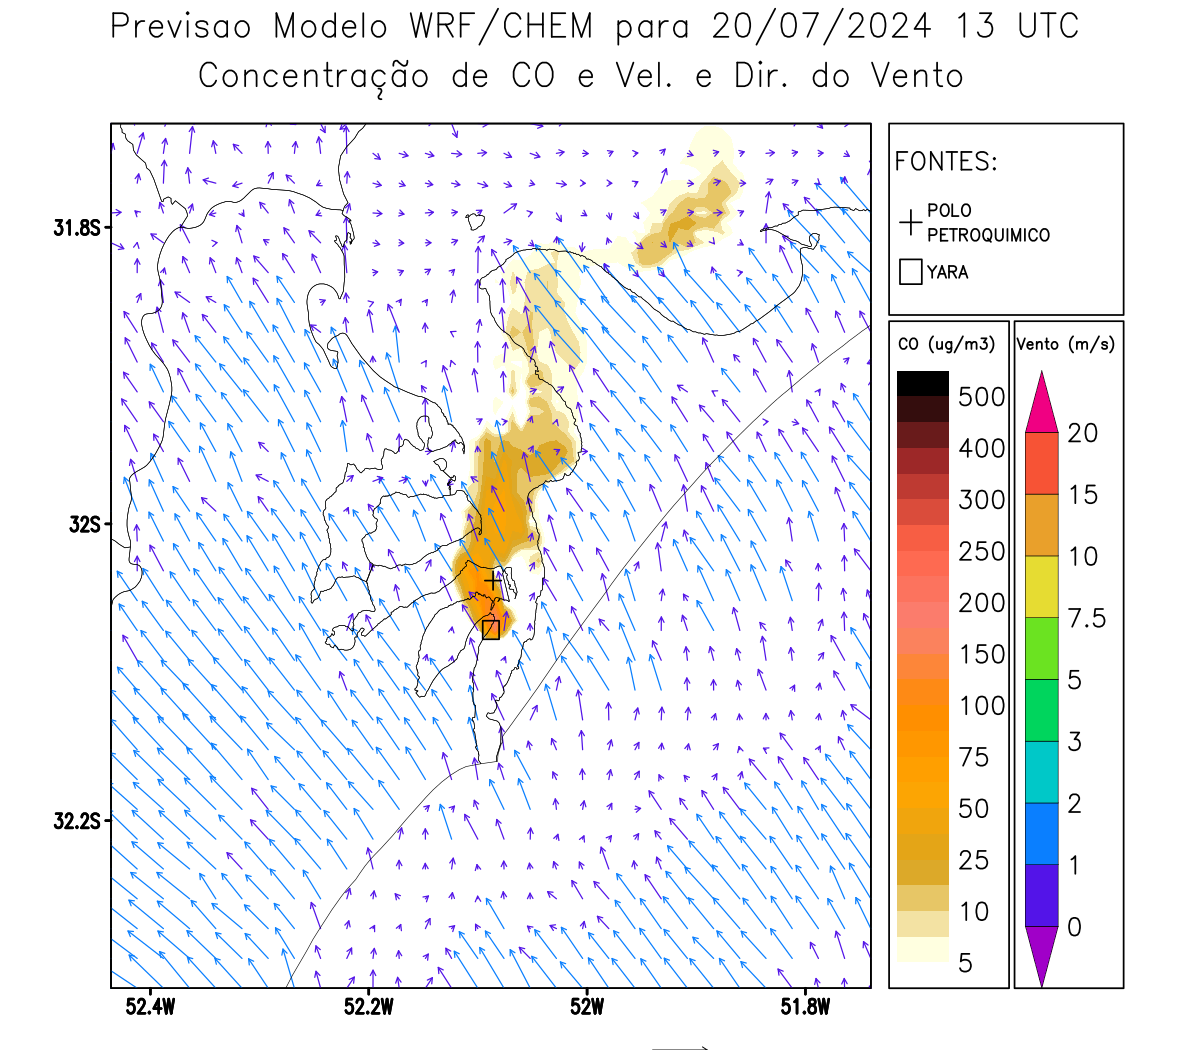 Previsao Modelo WRF/CHEM para 20/07/2024 13 UTC
Concentração de CO e Vel. e Dir. do Vento
FONTES:
POLO
PETROQUIMICO
YARA
CO (ug/m3)
500
400
300
250
200
150
100
75
50
25
10
5
Vento (m/s)
20
15
10
7.5
5
3
2
1
0
31.8S
32S
32.2S
52.4W
52.2W
52W
51.8W